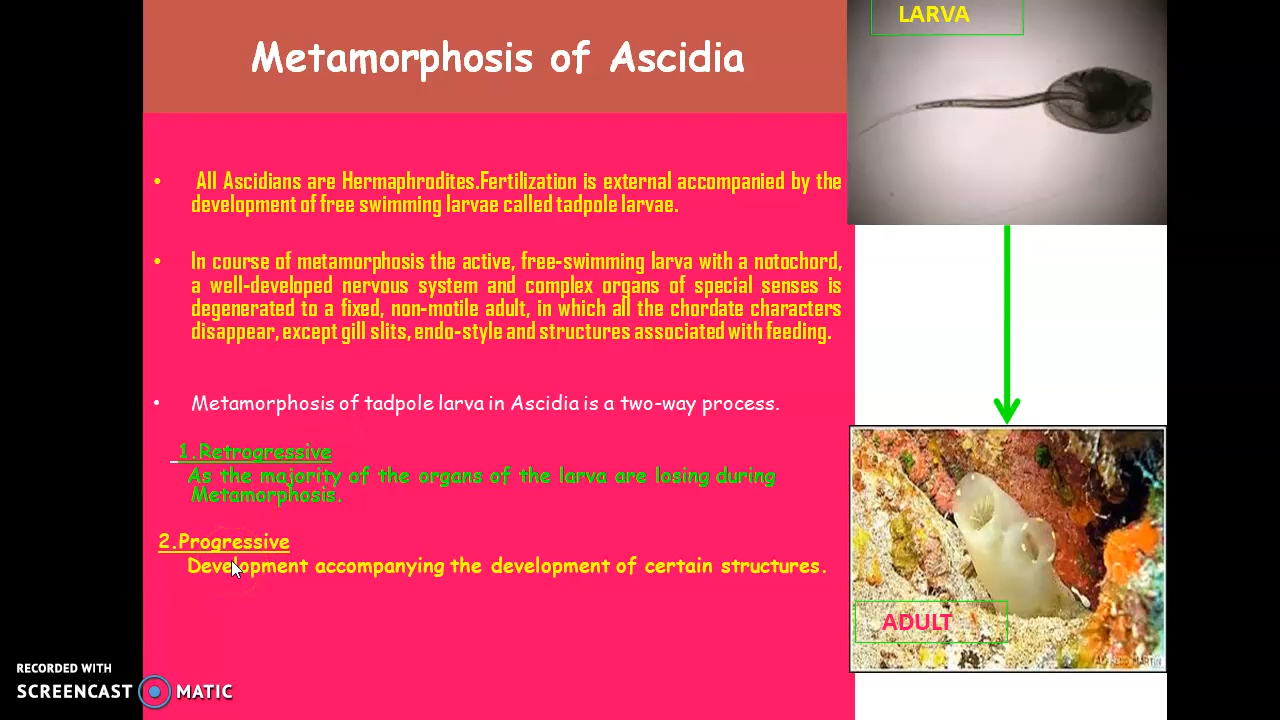 LARVA
Metamorphosis of Ascidia
• All Ascidians are Hermaphrodites.Fertilization is external accompanied by the
development of free swimming larvae called tadpole larvae.
• In course of metamorphosis the active, free-swimming larva with a notochord,
a well-developed nervous system and complex organs of special senses is
degenerated to a fixed, non-motile adult, in which all the chordate characters
disappear, except gill slits, endo-style and structures associated with feeding.
• Metamorphosis of tadpole larva in Ascidia is a two-way process.
1.Retrogressive
As the majority of the organs of the larva are losing during
Metamorphosis.
2.Progressive
Development accompanying the development of certain structures.
ADULT
RECORDED WITH
SCREENCAST MATIC